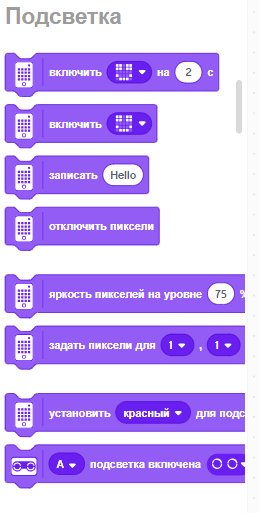 Подсветка
включить на 2 с
включить
записать Hello
отключить пиксели
яркость пикселей на уровне 75 %
задать пиксели для 1 , 1
установить красный для подс
A подсветка включена